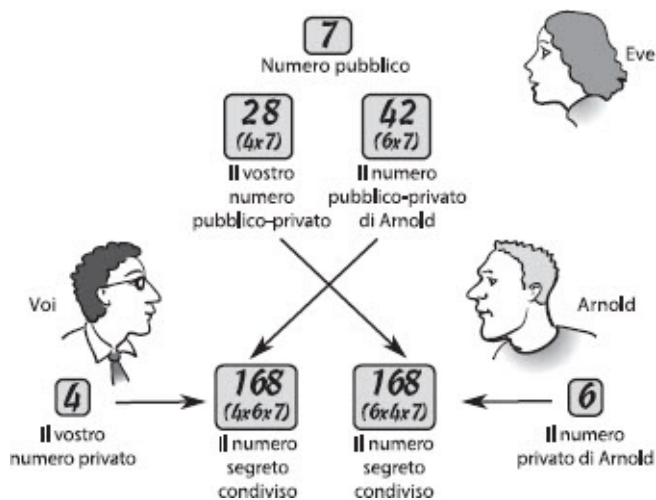 7
Numero pubblico
Eve
28
(4x7)
Il vostro
numero
pubblico-privato
42
(6x7)
Il numero
pubblico-privato
di Arnold
Voi
Arnold
4
Il vostro
numero privato
168
(4x6x7)
Il numero
segreto
condiviso
168
(6x4x7)
Il numero
segreto
condiviso
6
Il numero
privato di Arnold